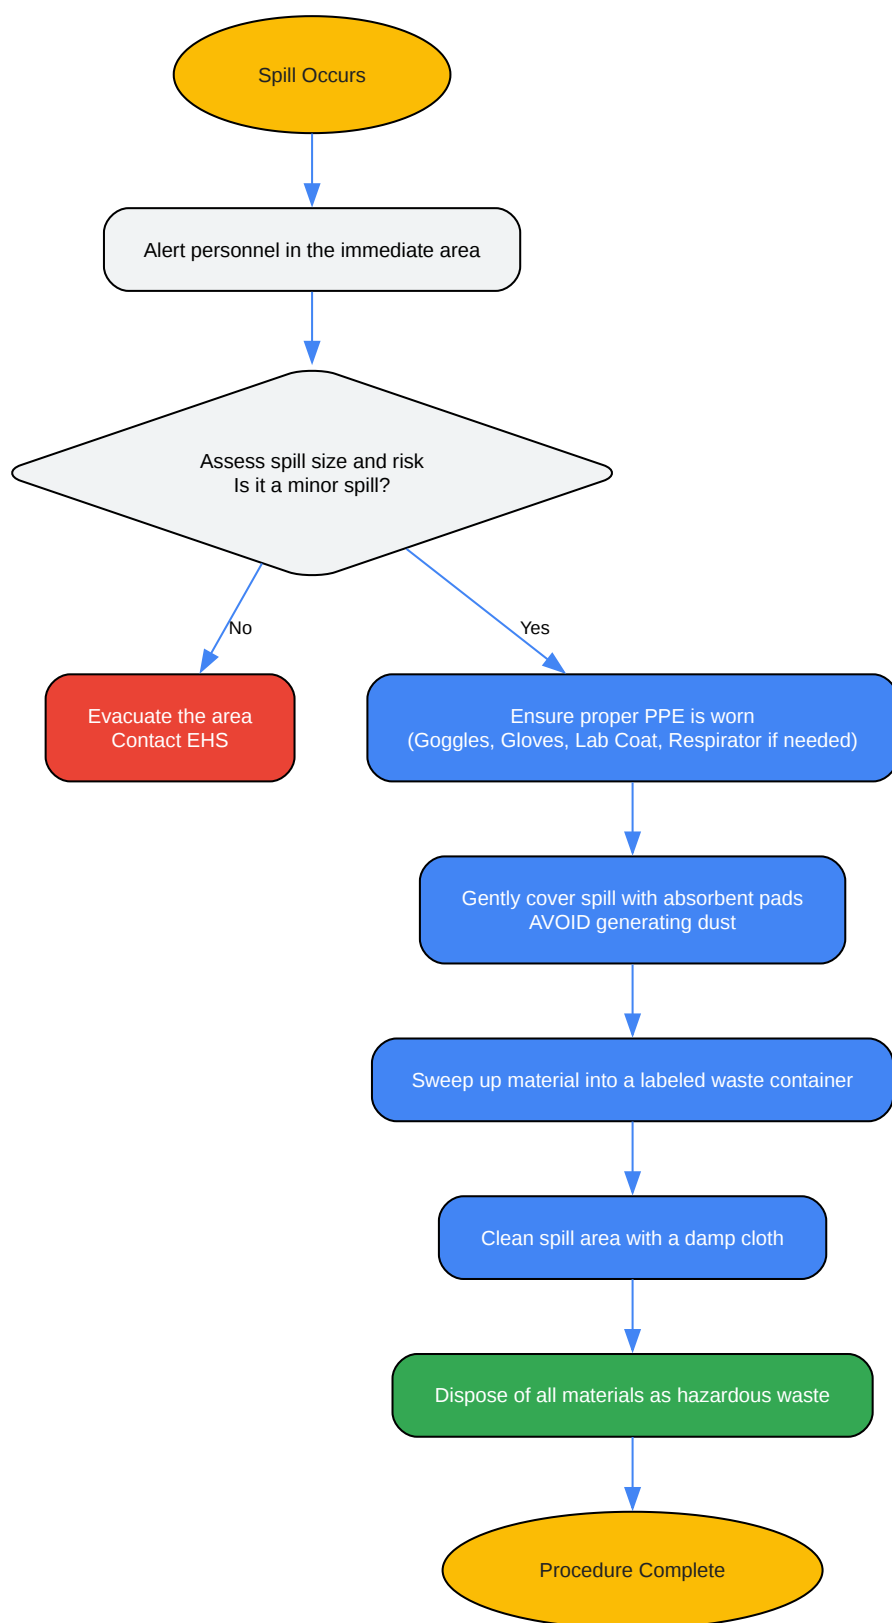 Spill Occurs
Alert personnel in the immediate area
Assess spill size and risk
Is it a minor spill?
No
Yes
Evacuate the area
Contact EHS
Ensure proper PPE is worn
(Goggles, Gloves, Lab Coat, Respirator if needed)
Gently cover spill with absorbent pads
AVOID generating dust
Sweep up material into a labeled waste container
Clean spill area with a damp cloth
Dispose of all materials as hazardous waste
Procedure Complete